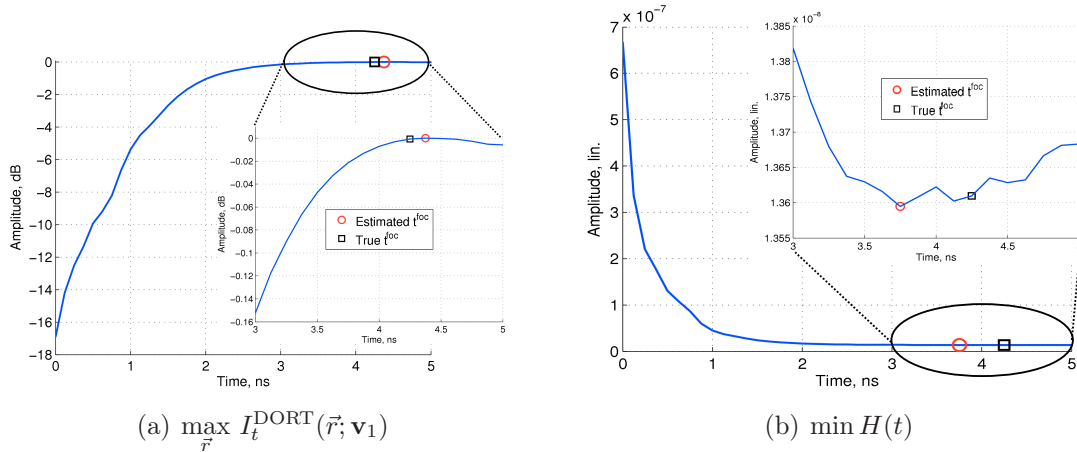 0
−2
−4
−6
−8
−10
−12
−14
−16
−18
0 1 2 3 4 5
Amplitude, dB
Time, ns
0
−0.02
−0.04
−0.06
−0.08
−0.1
−0.12
−0.14
−0.16
3 3.5 4 4.5 5
Amplitude, dB
Time, ns
Estimated t^foc
True t^foc
(a) max_{\vec{r}} I_t^{DORT}(\vec{r}; v₁)
7 x 10^-7
6
5
4
3
2
1
0
0 1 2 3 4 5
Amplitude, lin.
Time, ns
1.385 x 10^-8
1.38
1.375
1.37
1.365
1.36
1.355
3 3.5 4 4.5
Amplitude, lin.
Time, ns
Estimated t^foc
True t^foc
(b) min H(t)